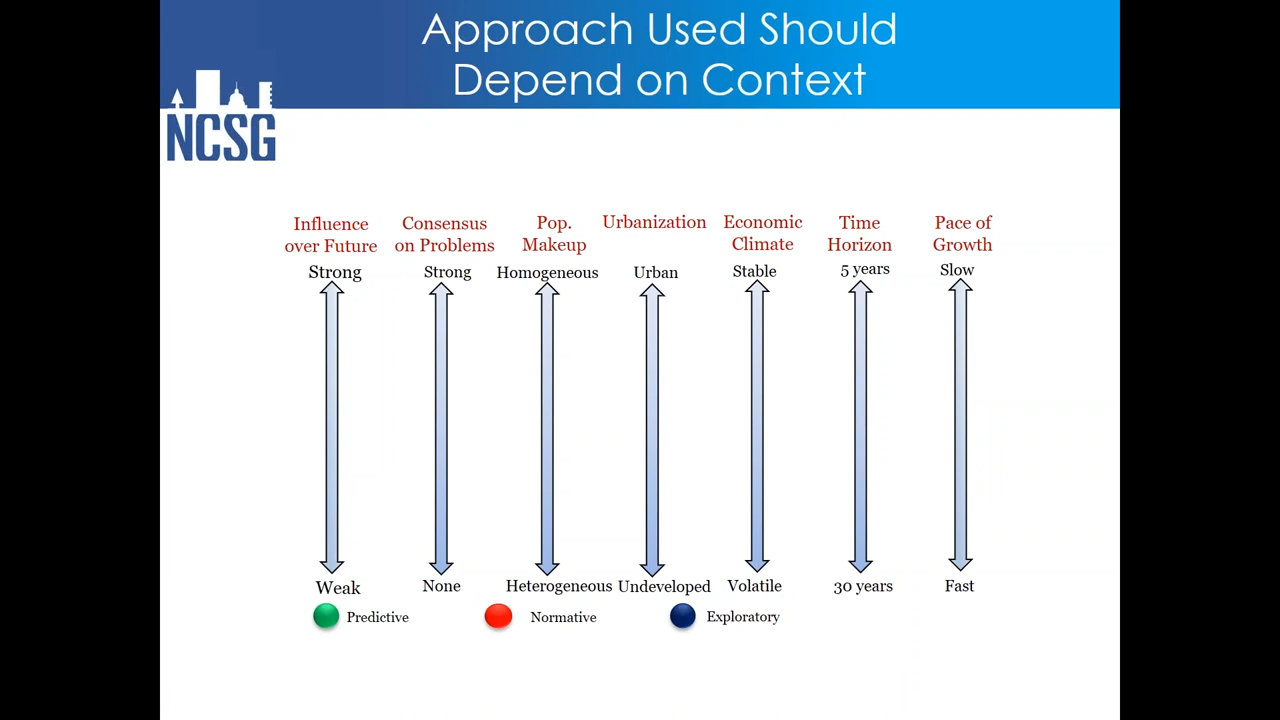 Approach Used Should
Depend on Context
NCSG
Influence
over Future
Consensus
on Problems
Pop.
Makeup
Urbanization
Economic
Climate
Time
Horizon
Pace of
Growth
Strong
Strong
Homogeneous
Urban
Stable
5 years
Slow
Weak
None
Heterogeneous
Undeveloped
Volatile
30 years
Fast
Predictive
Normative
Exploratory